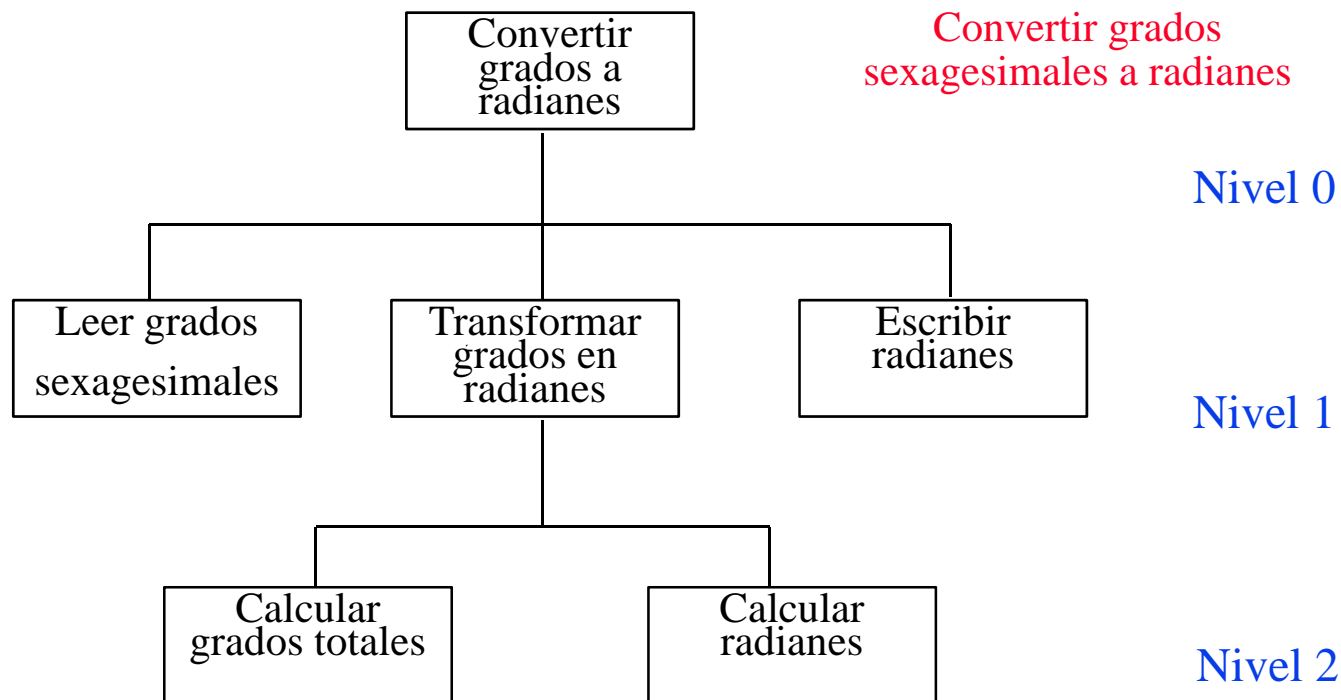 Convertir
grados a
radianes
Convertir grados
sexagesimales a radianes
Nivel 0
Leer grados
sexagesimales
Transformar
grados en
radianes
Escribir
radianes
Nivel 1
Calcular
grados totales
Calcular
radianes
Nivel 2